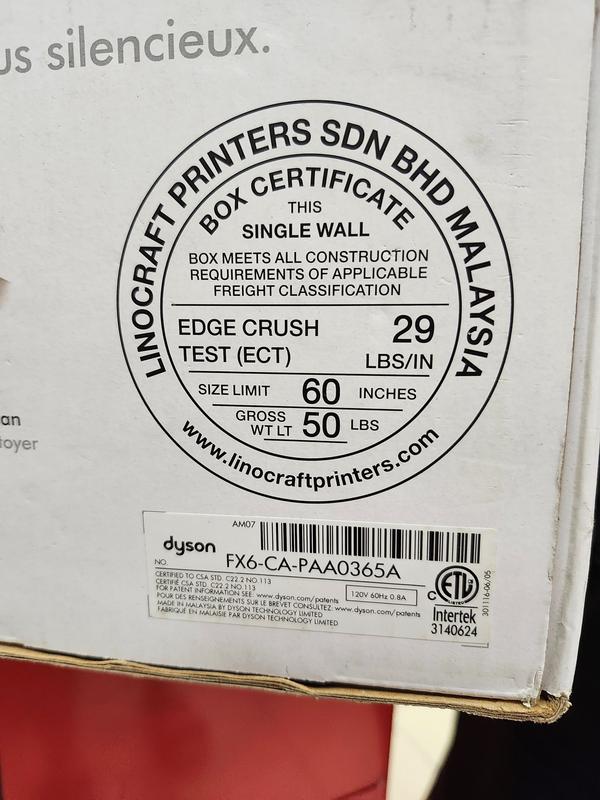 us silencieux.
LINOCRAFT PRINTERS SDN BHD MALAYSIA
BOX CERTIFICATE
THIS
SINGLE WALL
BOX MEETS ALL CONSTRUCTION
REQUIREMENTS OF APPLICABLE
FREIGHT CLASSIFICATION
EDGE CRUSH TEST (ECT) 29 LBS/IN
SIZE LIMIT 60 INCHES
GROSS WT LT 50 LBS
www.linocraftprinters.com
an
toyer
AM07
dyson
NO. FX6-CA-PAA0365A
CERTIFIED TO CSA STD. C22.2 NO.113
CERTIFIÉ CSA STD. C22.2 NO.113
FOR PATENT INFORMATION SEE: www.dyson.com/patents
POUR DES RENSEIGNEMENTS SUR LE BREVET CONSULTEZ: www.dyson.com/patents
MADE IN MALAYSIA BY DYSON TECHNOLOGY LIMITED
FABRIQUÉ EN MALAISIE PAR DYSON TECHNOLOGY LIMITED
120V 60Hz 0.8A
C ETL
Intertek
3140624
301116-06/05